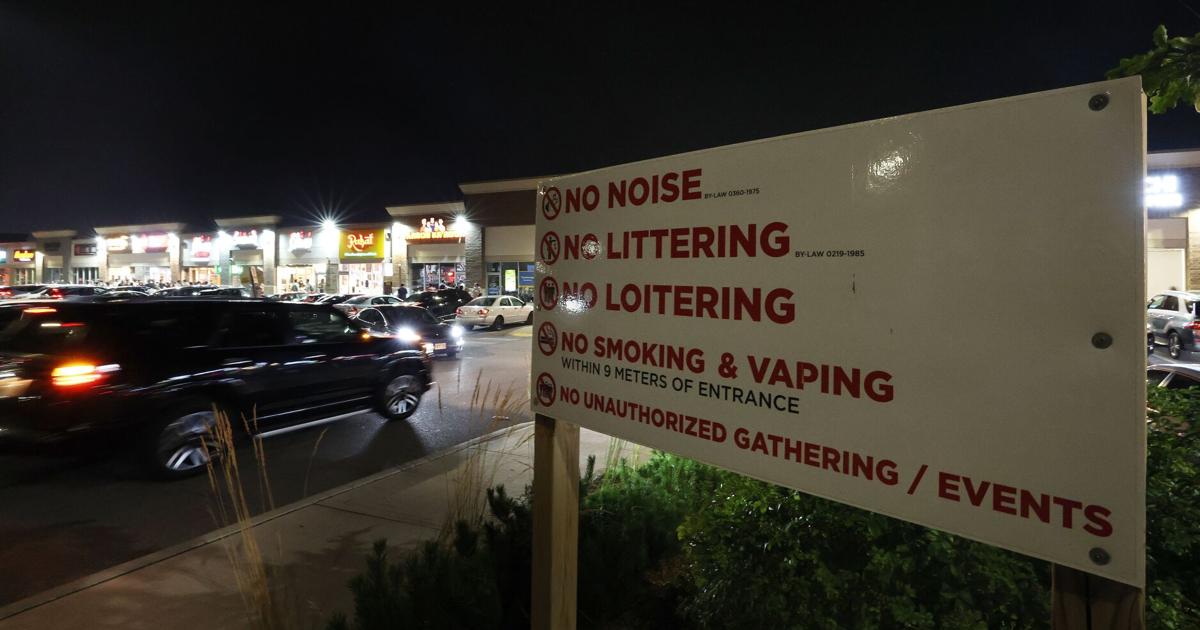 NO NOISE BY-LAW 0360-1975
NO LITTERING BY-LAW 0219-1985
NO LOITERING
NO SMOKING & VAPING
WITHIN 9 METERS OF ENTRANCE
NO UNAUTHORIZED GATHERING / EVENTS